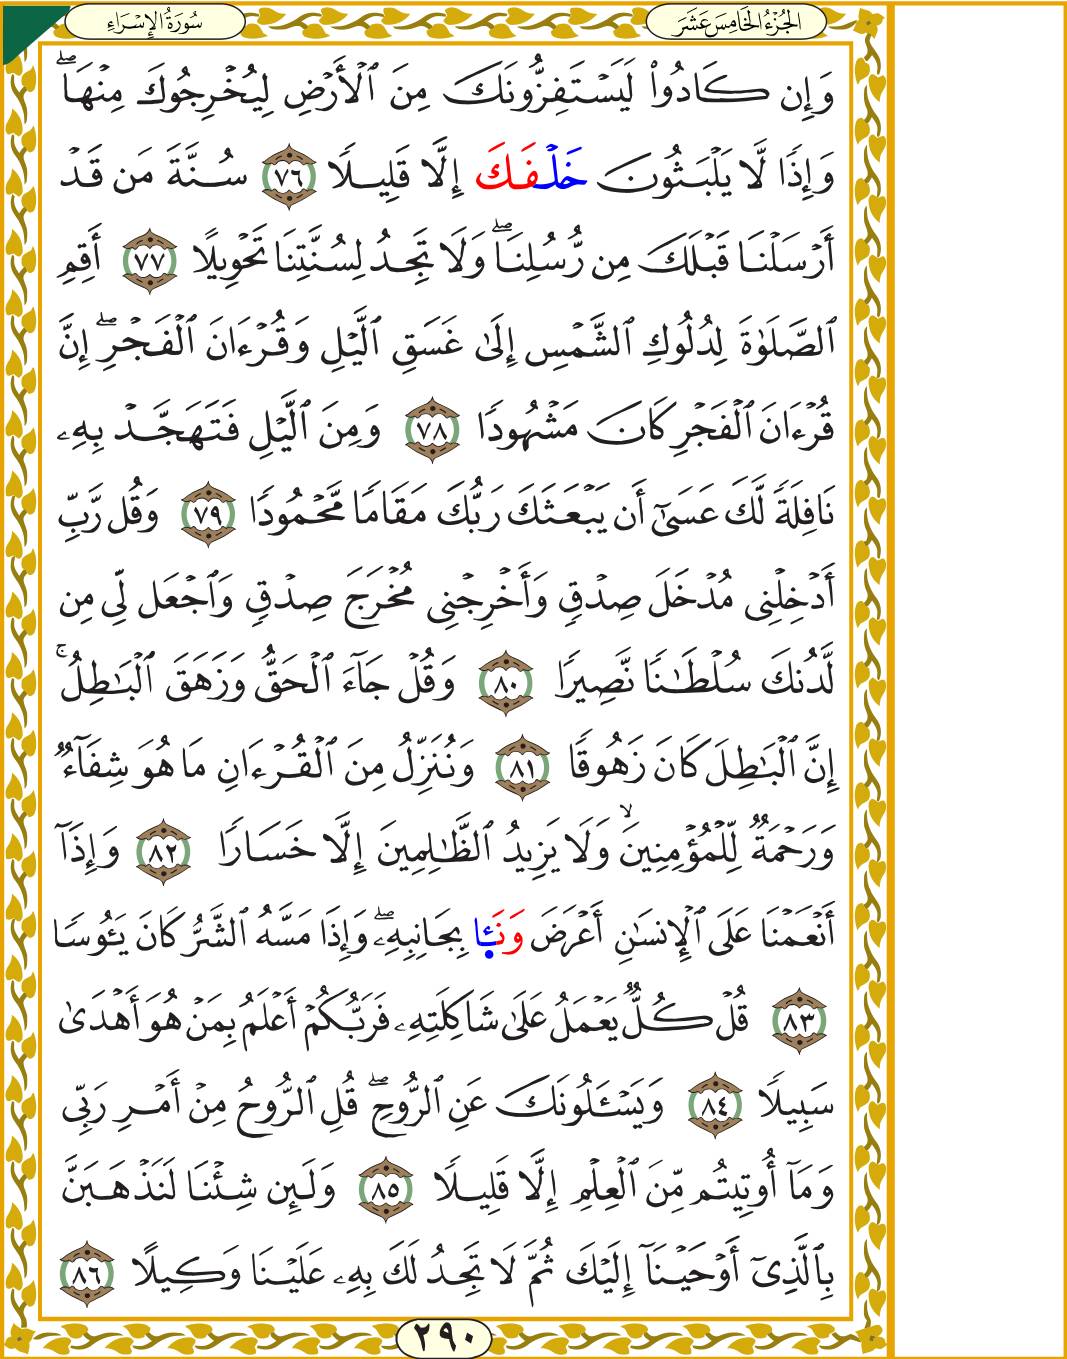 الجُزْءُ الخَامِسَ عَشَرَ
سُورَةُ الإِسْرَاءِ
وَإِن كَادُوا۟ لَيَسْتَفِزُّونَكَ مِنَ ٱلْأَرْضِ لِيُخْرِجُوكَ مِنْهَا ۖ
وَإِذًا لَّا يَلْبَثُونَ خَلْفَكَ إِلَّا قَلِيلًا ٧٦ سُنَّةَ مَن قَدْ
أَرْسَلْنَا قَبْلَكَ مِن رُّسُلِنَا ۖ وَلَا تَجِدُ لِسُنَّتِنَا تَحْوِيلًا ٧٧ أَقِمِ
ٱلصَّلَوٰةَ لِدُلُوكِ ٱلشَّمْسِ إِلَىٰ غَسَقِ ٱلَّيْلِ وَقُرْءَانَ ٱلْفَجْرِ ۖ إِنَّ
قُرْءَانَ ٱلْفَجْرِ كَانَ مَشْهُودًا ٧٨ وَمِنَ ٱلَّيْلِ فَتَهَجَّدْ بِهِۦ
نَافِلَةً لَّكَ عَسَىٰٓ أَن يَبْعَثَكَ رَبُّكَ مَقَامًا مَّحْمُودًا ٧٩ وَقُل رَّبِّ
أَدْخِلْنِى مُدْخَلَ صِدْقٍ وَأَخْرِجْنِى مُخْرَجَ صِدْقٍ وَٱجْعَل لِّى مِن
لَّدُنكَ سُلْطَٰنًا نَّصِيرًا ٨٠ وَقُلْ جَآءَ ٱلْحَقُّ وَزَهَقَ ٱلْبَٰطِلُ ۚ
إِنَّ ٱلْبَٰطِلَ كَانَ زَهُوقًا ٨١ وَنُنَزِّلُ مِنَ ٱلْقُرْءَانِ مَا هُوَ شِفَآءٌ
وَرَحْمَةٌ لِّلْمُؤْمِنِينَ ۙ وَلَا يَزِيدُ ٱلظَّٰلِمِينَ إِلَّا خَسَارًا ٨٢ وَإِذَآ
أَنْعَمْنَا عَلَى ٱلْإِنسَٰنِ أَعْرَضَ وَنَـَٔا بِجَانِبِهِۦ ۖ وَإِذَا مَسَّهُ ٱلشَّرُّ كَانَ يَـُٔوسًا
٨٣ قُلْ كُلٌّ يَعْمَلُ عَلَىٰ شَاكِلَتِهِۦ فَرَبُّكُمْ أَعْلَمُ بِمَنْ هُوَ أَهْدَىٰ
سَبِيلًا ٨٤ وَيَسْـَٔلُونَكَ عَنِ ٱلرُّوحِ ۖ قُلِ ٱلرُّوحُ مِنْ أَمْرِ رَبِّى
وَمَآ أُوتِيتُم مِّنَ ٱلْعِلْمِ إِلَّا قَلِيلًا ٨٥ وَلَئِن شِئْنَا لَنَذْهَبَنَّ
بِٱلَّذِىٓ أَوْحَيْنَآ إِلَيْكَ ثُمَّ لَا تَجِدُ لَكَ بِهِۦ عَلَيْنَا وَكِيلًا ٨٦
٢٩٠